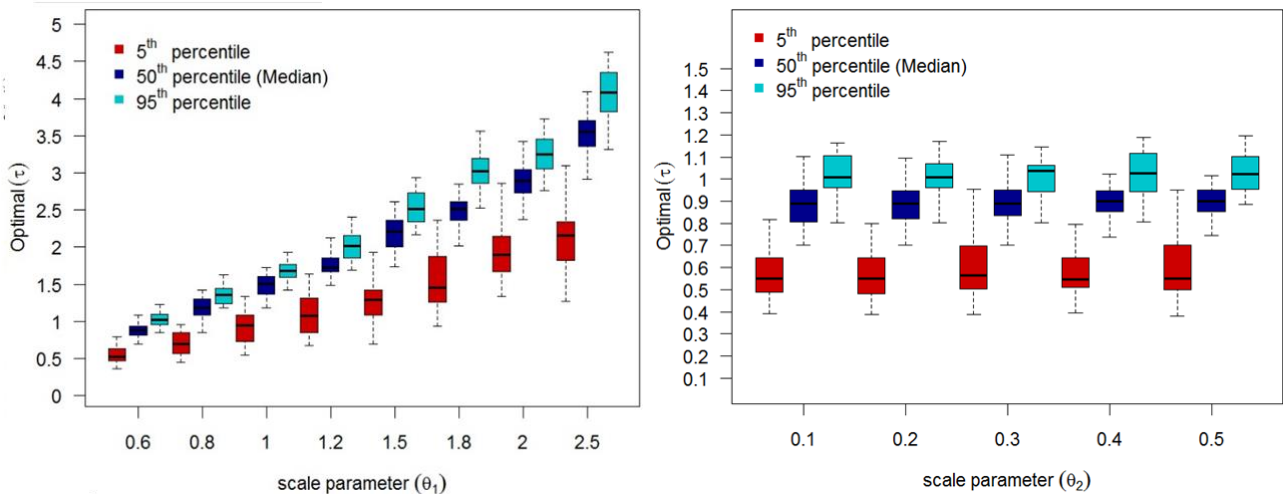 5
4.5
4
3.5
3
2.5
2
1.5
1
0.5
0
Optimal (τ)
5th percentile
50th percentile (Median)
95th percentile
0.6 0.8 1 1.2 1.5 1.8 2 2.5
scale parameter (θ1)
1.5
1.4
1.3
1.2
1.1
1
0.9
0.8
0.7
0.6
0.5
0.4
0.3
0.2
0.1
Optimal (τ)
5th percentile
50th percentile (Median)
95th percentile
0.1 0.2 0.3 0.4 0.5
scale parameter (θ2)